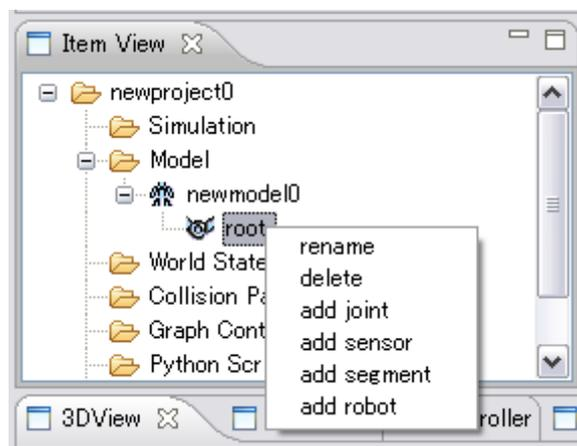 Item View
newproject0
Simulation
Model
newmodel0
root
World State
Collision Pa
Graph Cont
Python Scr
rename
delete
add joint
add sensor
add segment
add robot
3DView
roller